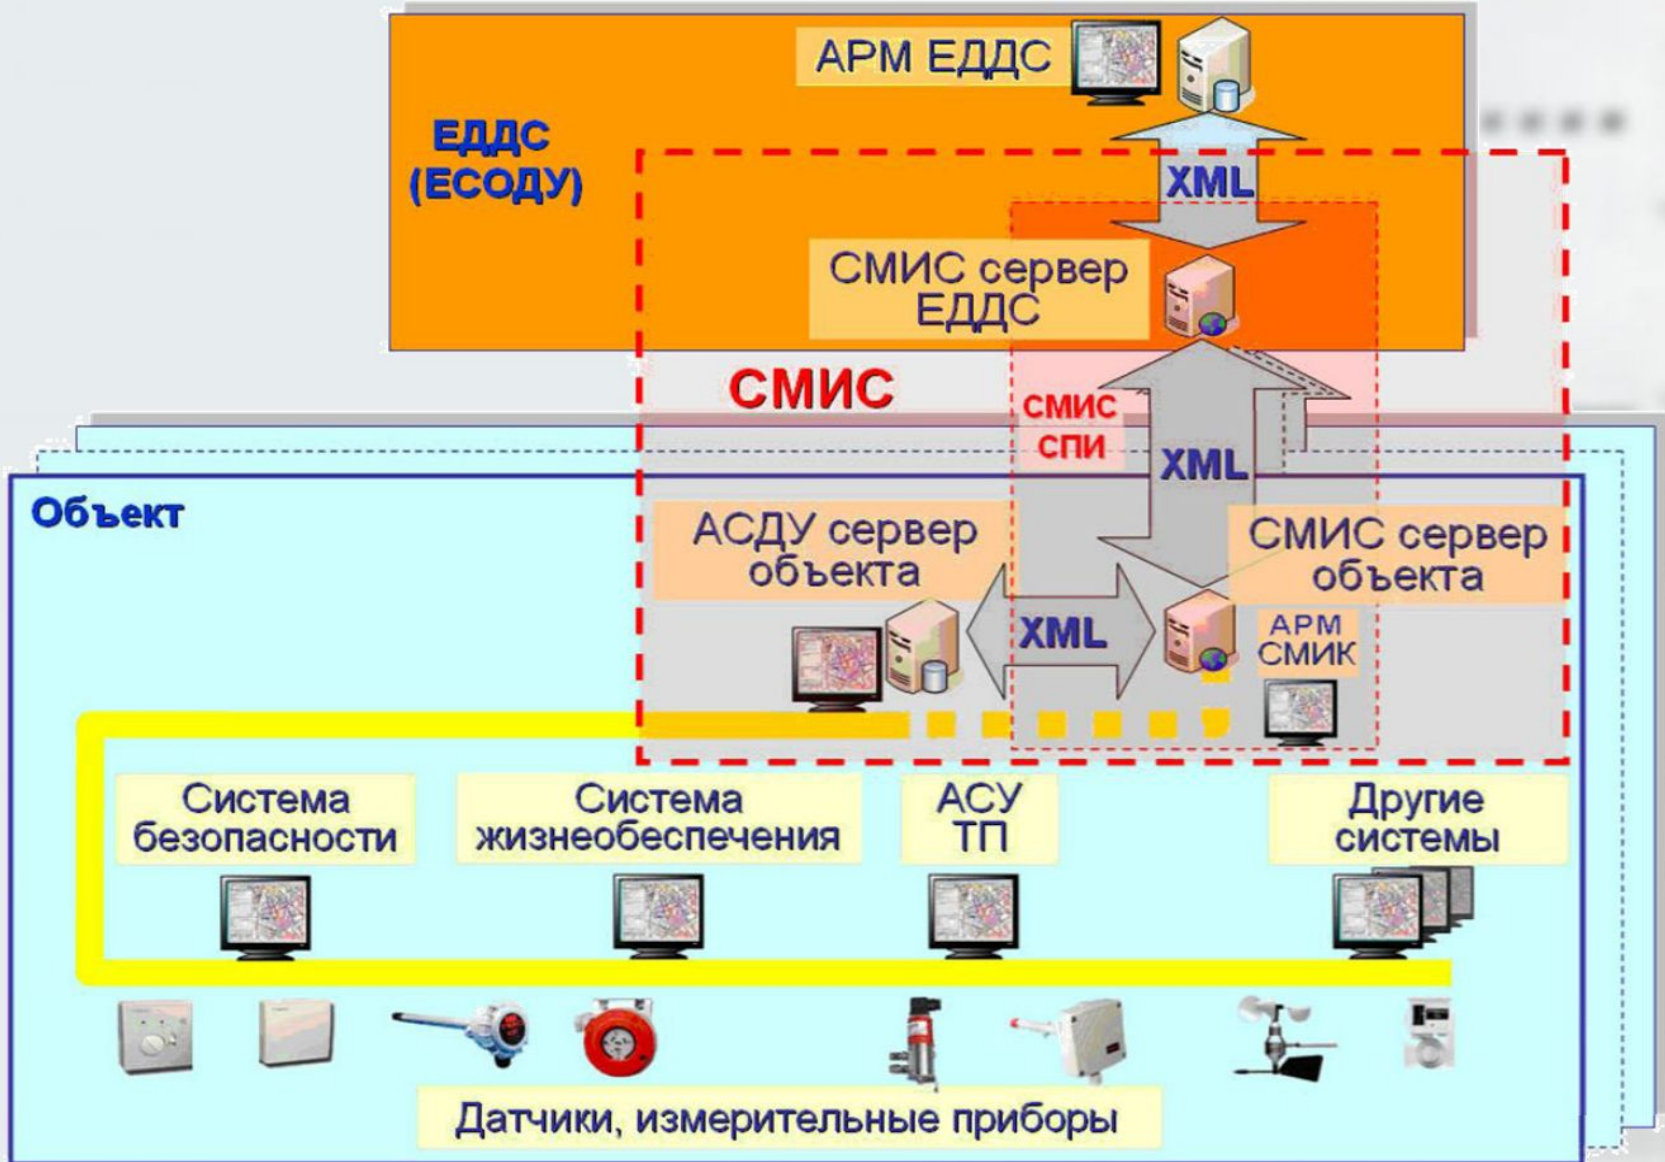 АРМ ЕДДС
ЕДДС
(ЕСОДУ)
XML
СМИС сервер
ЕДДС
СМИС
СМИС
СПИ
XML
Объект
АСДУ сервер
объекта
СМИС сервер
объекта
XML
АРМ
СМИК
Система
безопасности
Система
жизнеобеспечения
АСУ
ТП
Другие
системы
Датчики, измерительные приборы